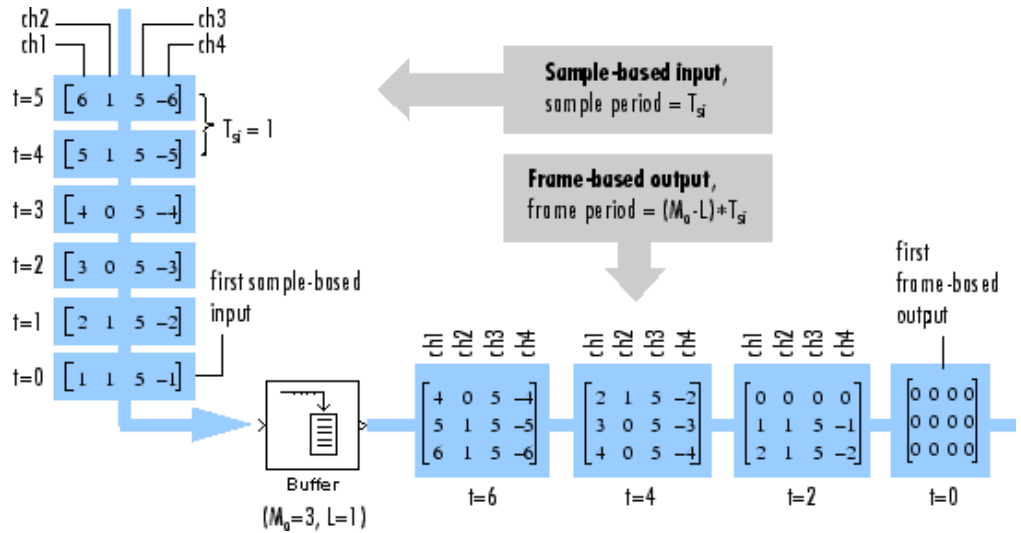 ch2
ch1
ch3
ch4
t=5 [6 1 5 -6]
T_si = 1
t=4 [5 1 5 -5]
t=3 [4 0 5 -4]
t=2 [3 0 5 -3]
t=1 [2 1 5 -2]
t=0 [1 1 5 -1]
first sample-based
input
Sample-based input,
sample period = T_si
Frame-based output,
frame period = (M_o-L)*T_si
first
frame-based
output
Buffer
(M_o=3, L=1)
ch1 ch2 ch3 ch4
4 0 5 -4
5 1 5 -5
6 1 5 -6
t=6
ch1 ch2 ch3 ch4
2 1 5 -2
3 0 5 -3
4 0 5 -4
t=4
ch1 ch2 ch3 ch4
0 0 0 0
1 1 5 -1
2 1 5 -2
t=2
0 0 0 0
0 0 0 0
0 0 0 0
t=0